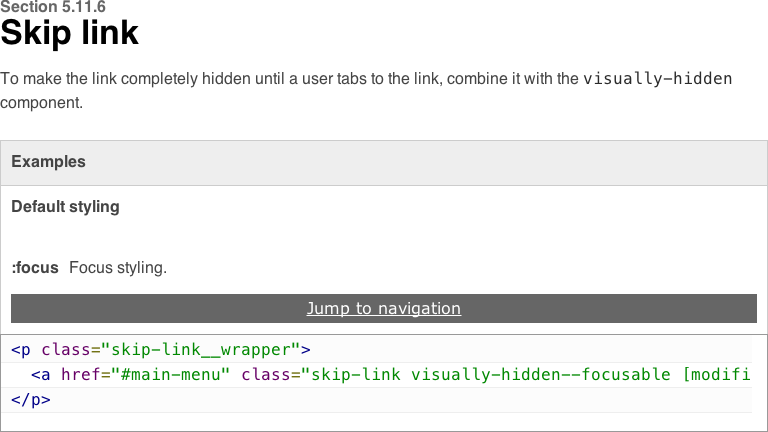 Section 5.11.6
Skip link
To make the link completely hidden until a user tabs to the link, combine it with the visually-hidden
component.
Examples
Default styling
:focus Focus styling.
Jump to navigation
<p class="skip-link__wrapper">
<a href="#main-menu" class="skip-link visually-hidden--focusable [modifi
</p>